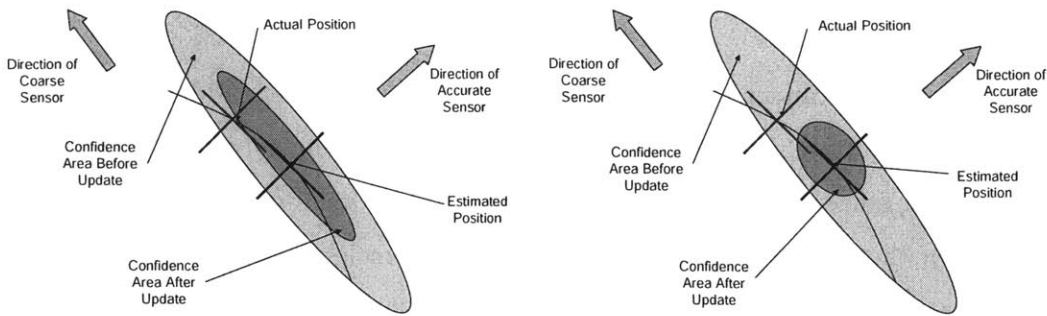 Actual Position
Direction of
Coarse
Sensor
Direction of
Accurate
Sensor
Confidence
Area Before
Update
Estimated
Position
Confidence
Area After
Update
Actual Position
Direction of
Coarse
Sensor
Direction of
Accurate
Sensor
Confidence
Area Before
Update
Estimated
Position
Confidence
Area After
Update